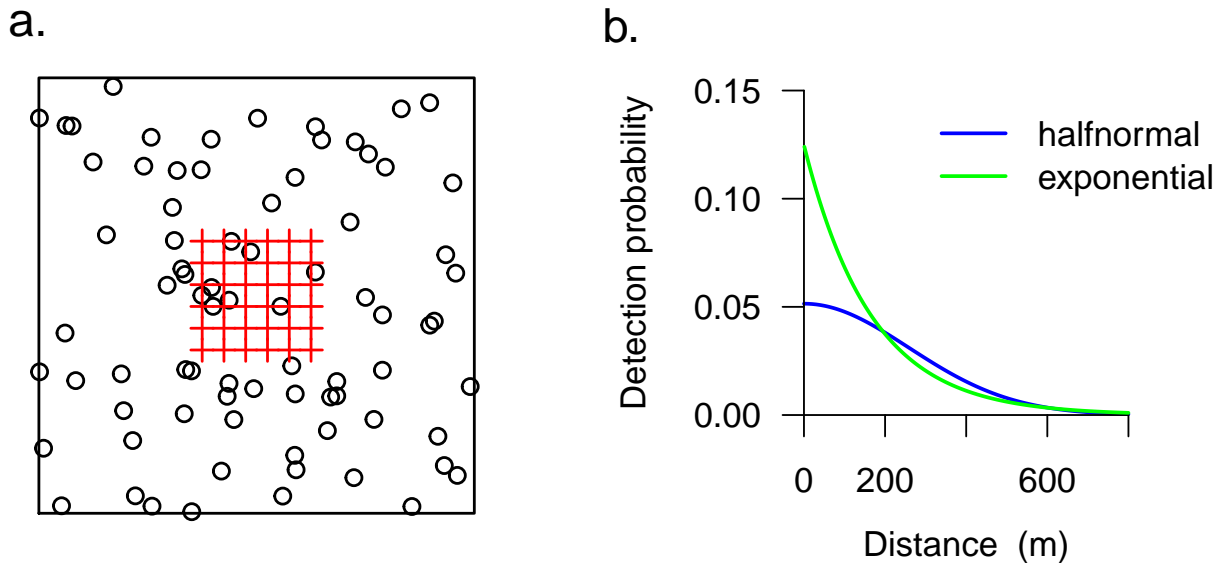 a.
b.
0.15
0.10
0.05
0.00
Detection probability
halfnormal
exponential
0 200 600
Distance (m)